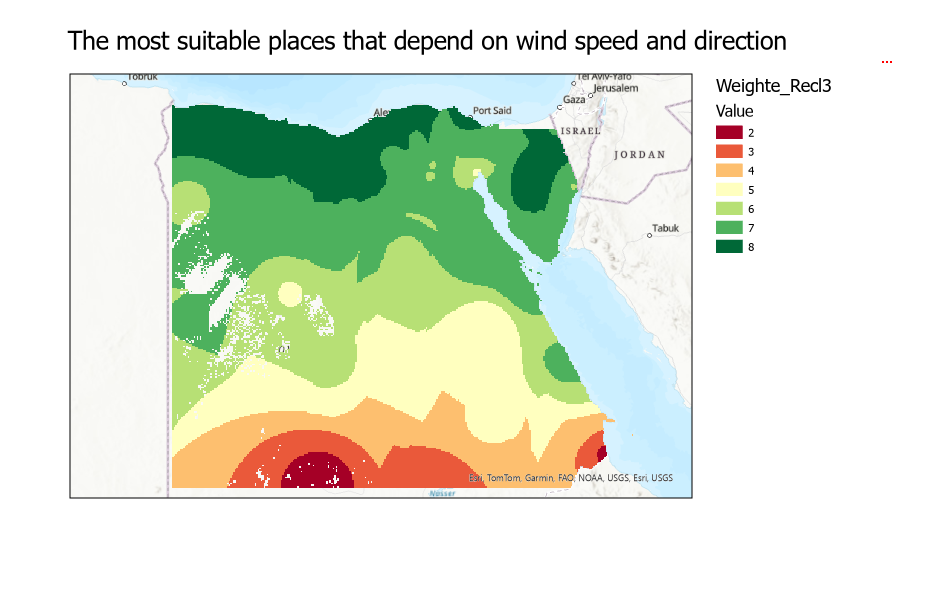 The most suitable places that depend on wind speed and direction
...
Tobruk
Tel Aviv-Yafo
Jerusalem
Gaza
Port Said
ISRAEL
JORDAN
Tabuk
Esri, TomTom, Garmin, FAO, NOAA, USGS, Esri, USGS
Nasser
Weighte_Recl3
Value
2
3
4
5
6
7
8